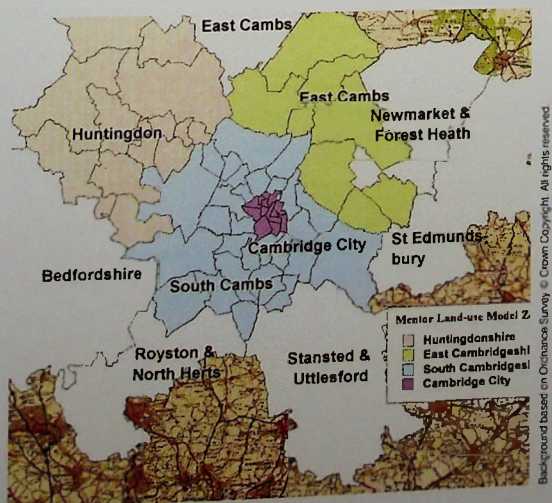 East Cambs
East Cambs
Newmarket &
Forest Heath
Huntingdon
Cambridge City
St Edmunds-
bury
Bedfordshire
South Cambs
Royston &
North Herts
Stansted &
Uttlesford
Mentor Land-use Model Z
Huntingdonshire
East Cambridgeshi
South Cambridgesl
Cambridge City
Background based on Ordnance Survey © Crown Copyright. All rights reserved